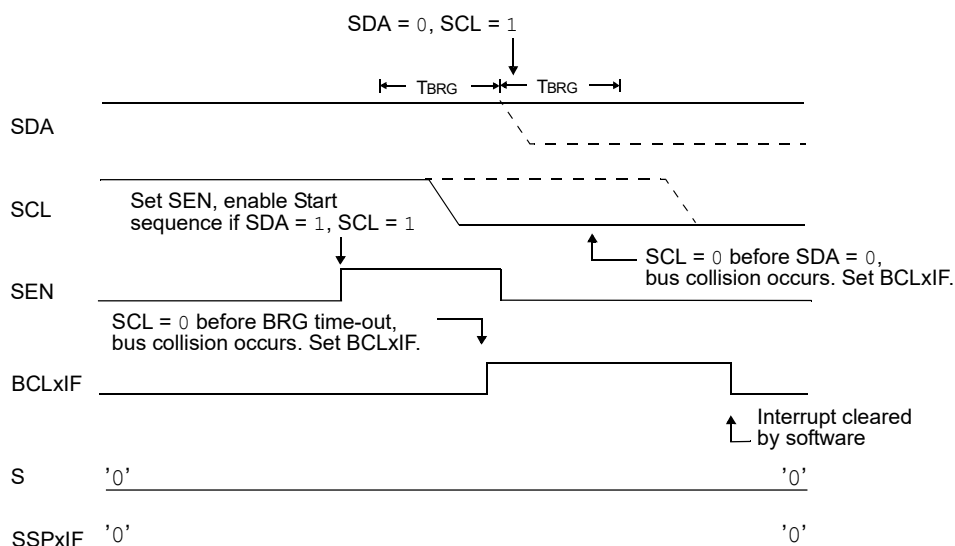 SDA = 0, SCL = 1
TBRG TBRG
SDA
SCL
Set SEN, enable Start
sequence if SDA = 1, SCL = 1
SCL = 0 before SDA = 0,
bus collision occurs. Set BCLxIF.
SEN
SCL = 0 before BRG time-out,
bus collision occurs. Set BCLxIF.
BCLxIF
Interrupt cleared
by software
S '0' '0'
SSPxIF '0' '0'